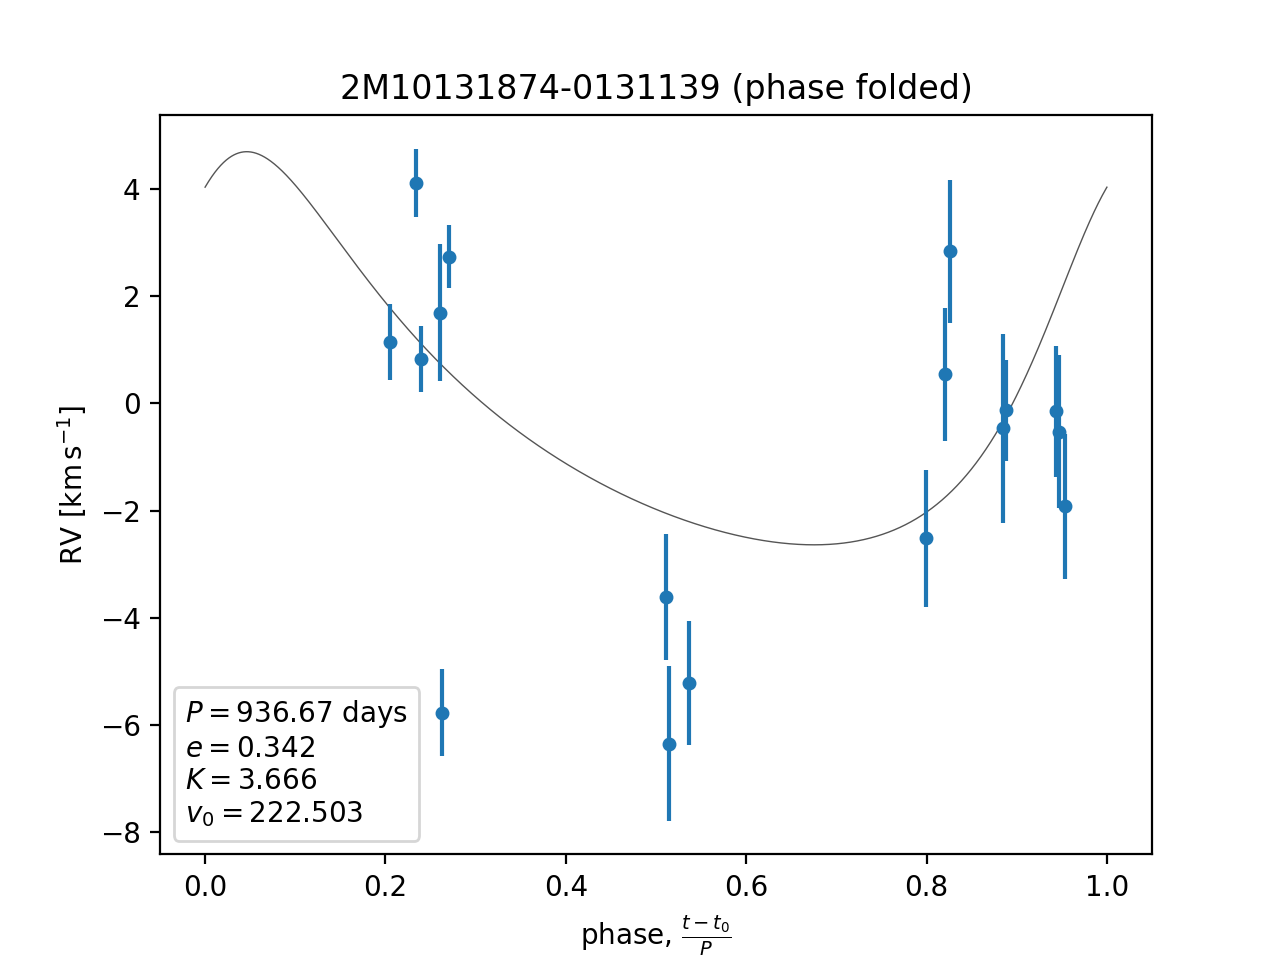 2M10131874-0131139 (phase folded)
RV [km s⁻¹]
4
2
0
−2
−4
−6
−8
P = 936.67 days
e = 0.342
K = 3.666
v₀ = 222.503
0.0 0.2 0.4 0.6 0.8 1.0
phase, (t − t₀)/P